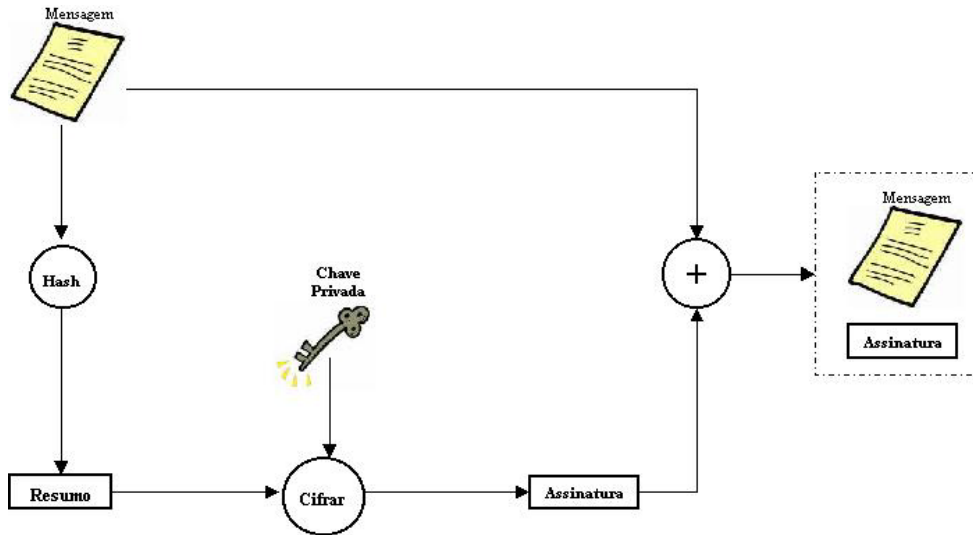 Mensagem
Mensagem
Hash
+
Chave
Privada
Assinatura
Resumo
Cifrar
Assinatura